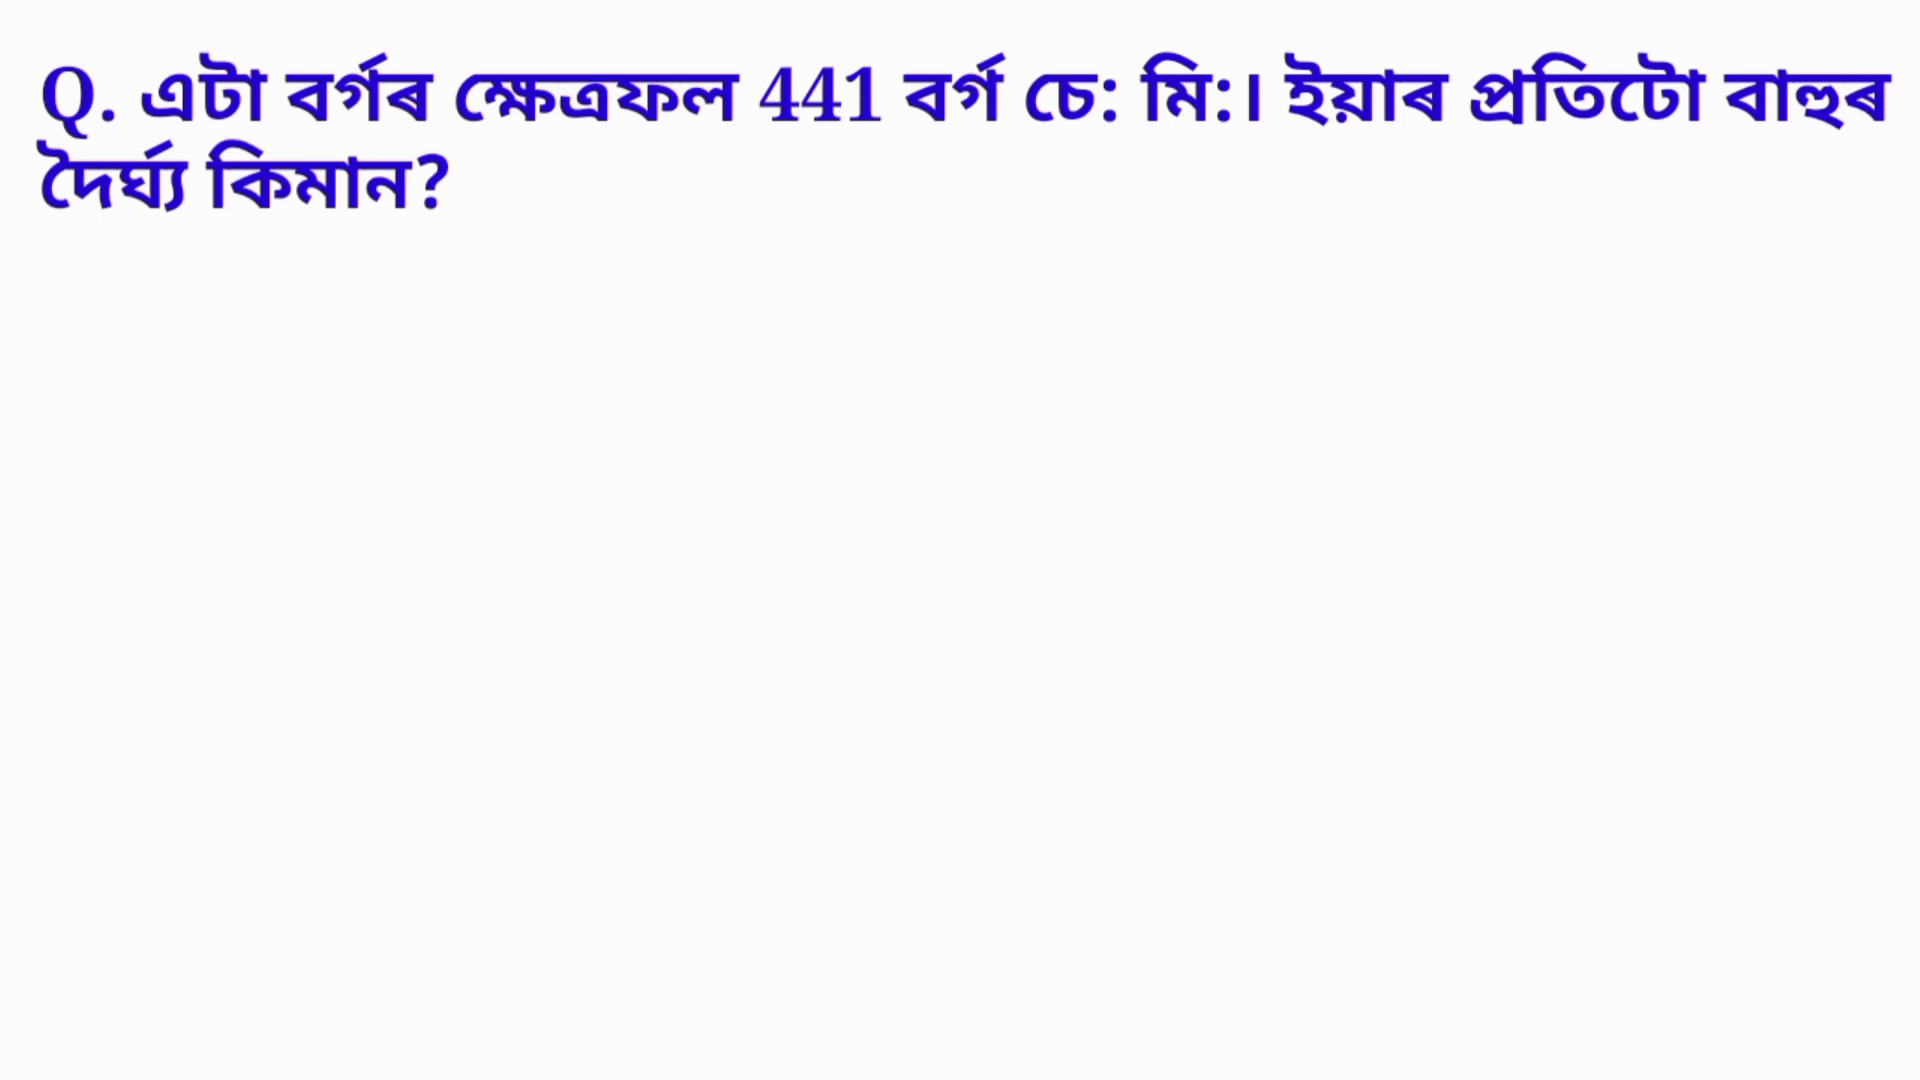 Q. এটা বৰ্গৰ ক্ষেত্ৰফল 441 বৰ্গ চে: মি:। ইয়াৰ প্ৰতিটো বাহুৰ
দৈৰ্ঘ্য কিমান?